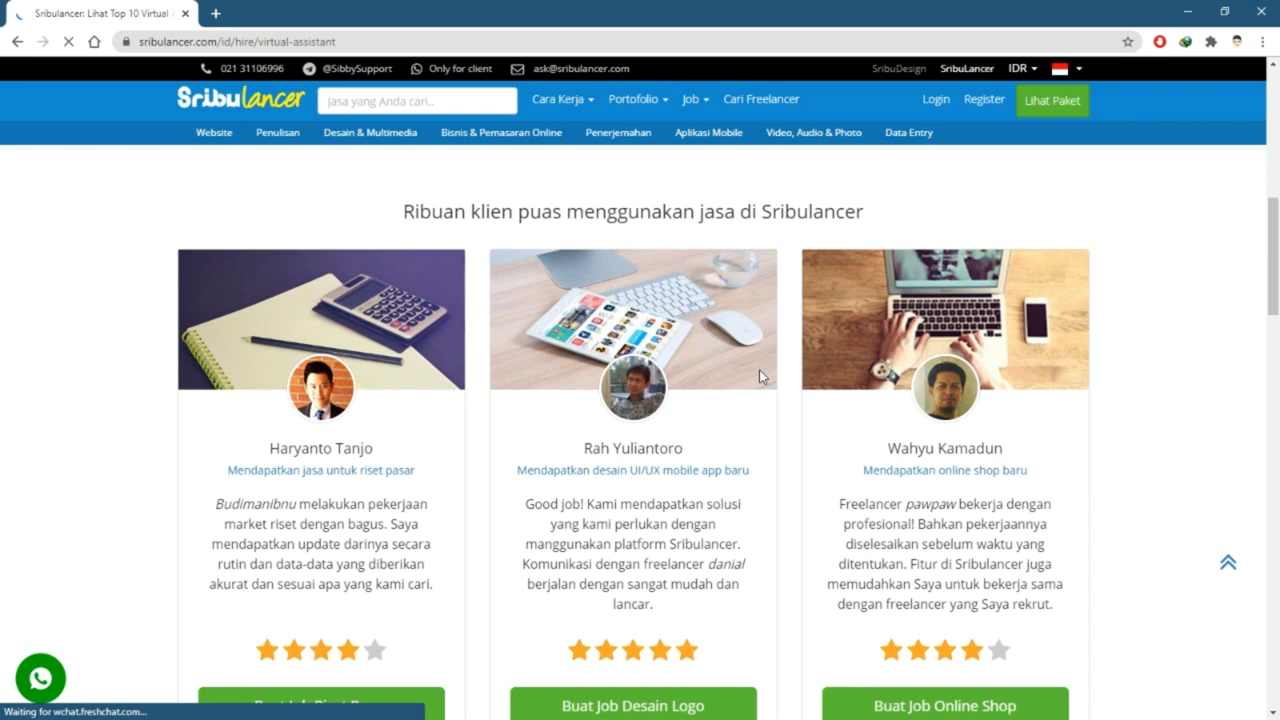 Sribulancer: Lihat Top 10 Virtual
sribulancer.com/id/hire/virtual-assistant
021 31106996 @SibbySupport Only for client ask@sribulancer.com SribuDesign SribuLancer IDR
Sribulancer Jasa yang Anda cari.. Cara Kerja Portofolio Job Cari Freelancer Login Register Lihat Paket
Website Penulisan Desain & Multimedia Bisnis & Pemasaran Online Penerjemahan Aplikasi Mobile Video, Audio & Photo Data Entry
Ribuan klien puas menggunakan jasa di Sribulancer
Haryanto Tanjo
Mendapatkan jasa untuk riset pasar
Budimanibnu melakukan pekerjaan
market riset dengan bagus. Saya
mendapatkan update darinya secara
rutin dan data-data yang diberikan
akurat dan sesuai apa yang kami cari.
Rah Yuliantoro
Mendapatkan desain UI/UX mobile app baru
Good job! Kami mendapatkan solusi
yang kami perlukan dengan
manggunakan platform Sribulancer.
Komunikasi dengan freelancer danial
berjalan dengan sangat mudah dan
lancar.
Buat Job Desain Logo
Wahyu Kamadun
Mendapatkan online shop baru
Freelancer pawpaw bekerja dengan
profesional! Bahkan pekerjaannya
diselesaikan sebelum waktu yang
ditentukan. Fitur di Sribulancer juga
memudahkan Saya untuk bekerja sama
dengan freelancer yang Saya rekrut.
Buat Job Online Shop
Waiting for wchat.freshchat.com...